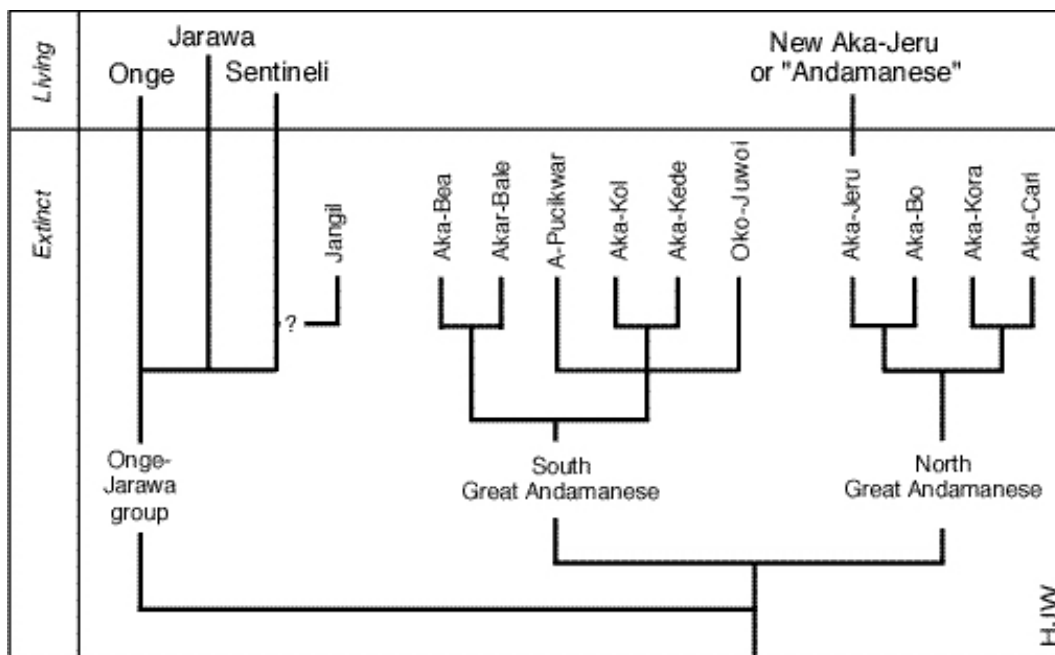 Living
Onge
Jarawa
Sentineli
New Aka-Jeru
or "Andamanese"
Extinct
Jangil
?
Aka-Bea
Akar-Bale
A-Pucikwar
Aka-Kol
Aka-Kede
Oko-Juwoi
Aka-Jeru
Aka-Bo
Aka-Kora
Aka-Cari
Onge-
Jarawa
group
South
Great Andamanese
North
Great Andamanese
HJW